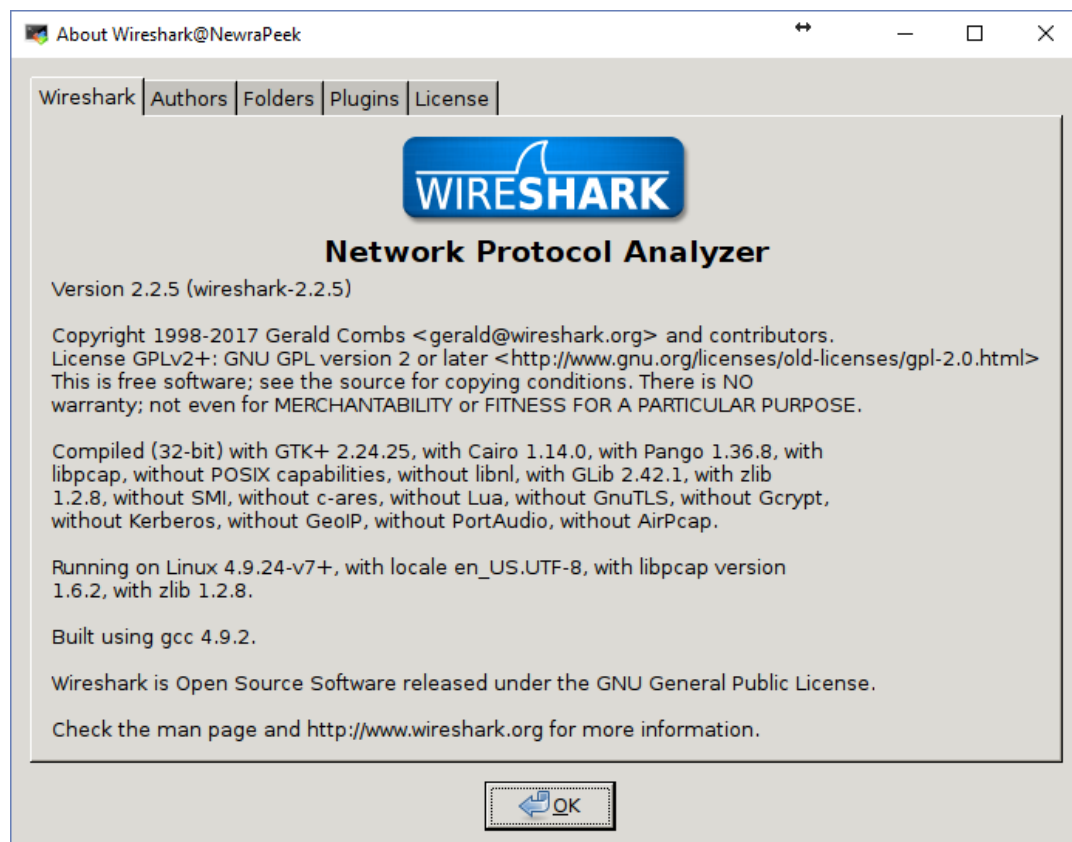 About Wireshark@NewraPeek
Wireshark Authors Folders Plugins License
WIRESHARK
Network Protocol Analyzer
Version 2.2.5 (wireshark-2.2.5)
Copyright 1998-2017 Gerald Combs <gerald@wireshark.org> and contributors.
License GPLv2+: GNU GPL version 2 or later <http://www.gnu.org/licenses/old-licenses/gpl-2.0.html>
This is free software; see the source for copying conditions. There is NO
warranty; not even for MERCHANTABILITY or FITNESS FOR A PARTICULAR PURPOSE.
Compiled (32-bit) with GTK+ 2.24.25, with Cairo 1.14.0, with Pango 1.36.8, with
libpcap, without POSIX capabilities, without libnl, with GLib 2.42.1, with zlib
1.2.8, without SMI, without c-ares, without Lua, without GnuTLS, without Gcrypt,
without Kerberos, without GeoIP, without PortAudio, without AirPcap.
Running on Linux 4.9.24-v7+, with locale en_US.UTF-8, with libpcap version
1.6.2, with zlib 1.2.8.
Built using gcc 4.9.2.
Wireshark is Open Source Software released under the GNU General Public License.
Check the man page and http://www.wireshark.org for more information.
OK